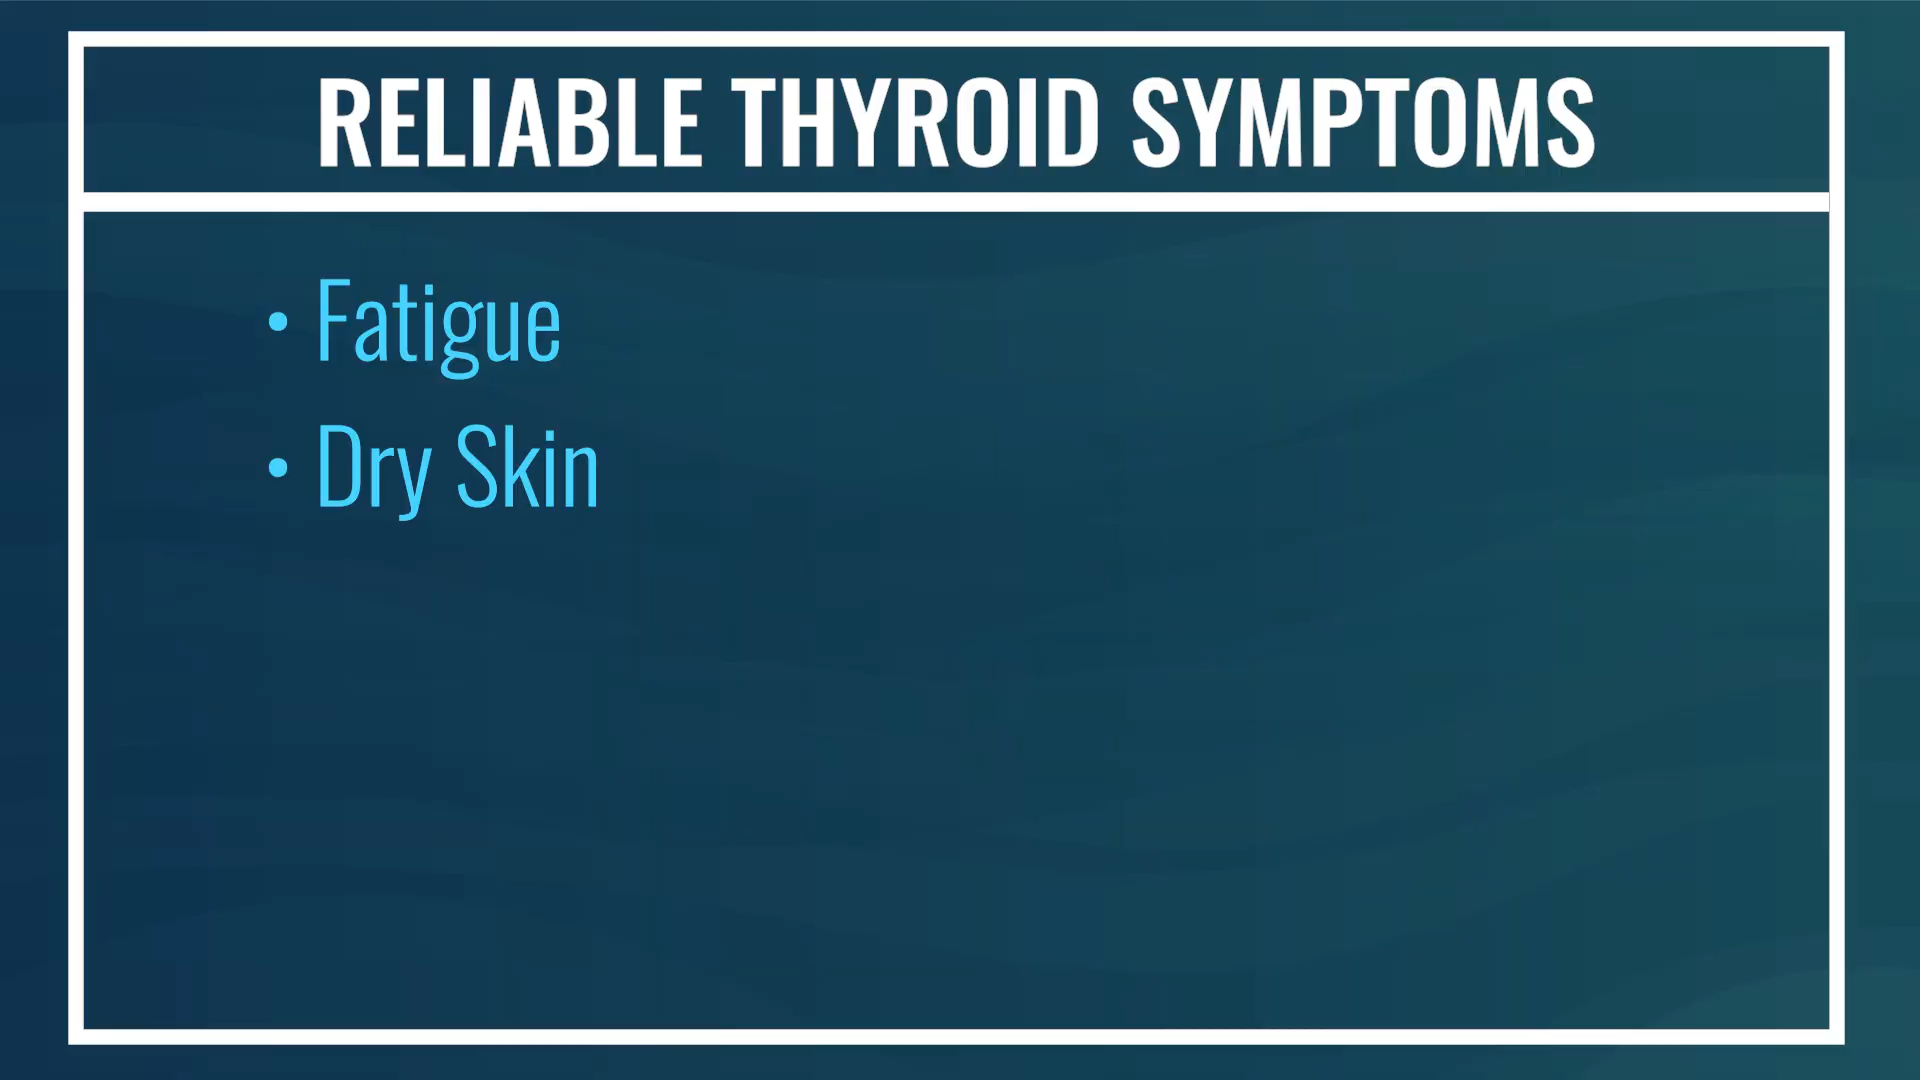 RELIABLE THYROID SYMPTOMS
• Fatigue
• Dry Skin